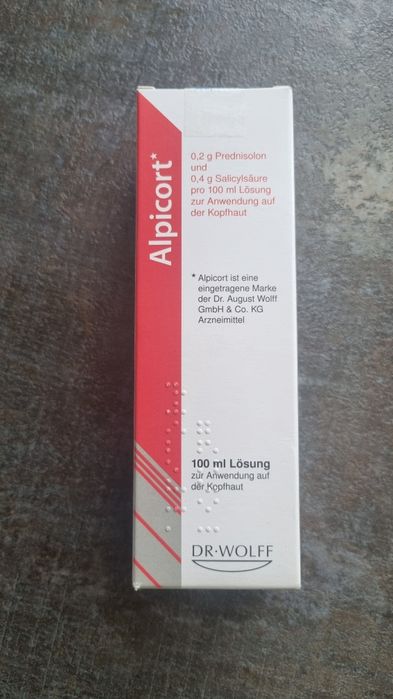 Alpicort*
0,2 g Prednisolon
und
0,4 g Salicylsäure
pro 100 ml Lösung
zur Anwendung auf
der Kopfhaut
* Alpicort ist eine
eingetragene Marke
der Dr. August Wolff
GmbH & Co. KG
Arzneimittel
100 ml Lösung
zur Anwendung auf
der Kopfhaut
DR·WOLFF